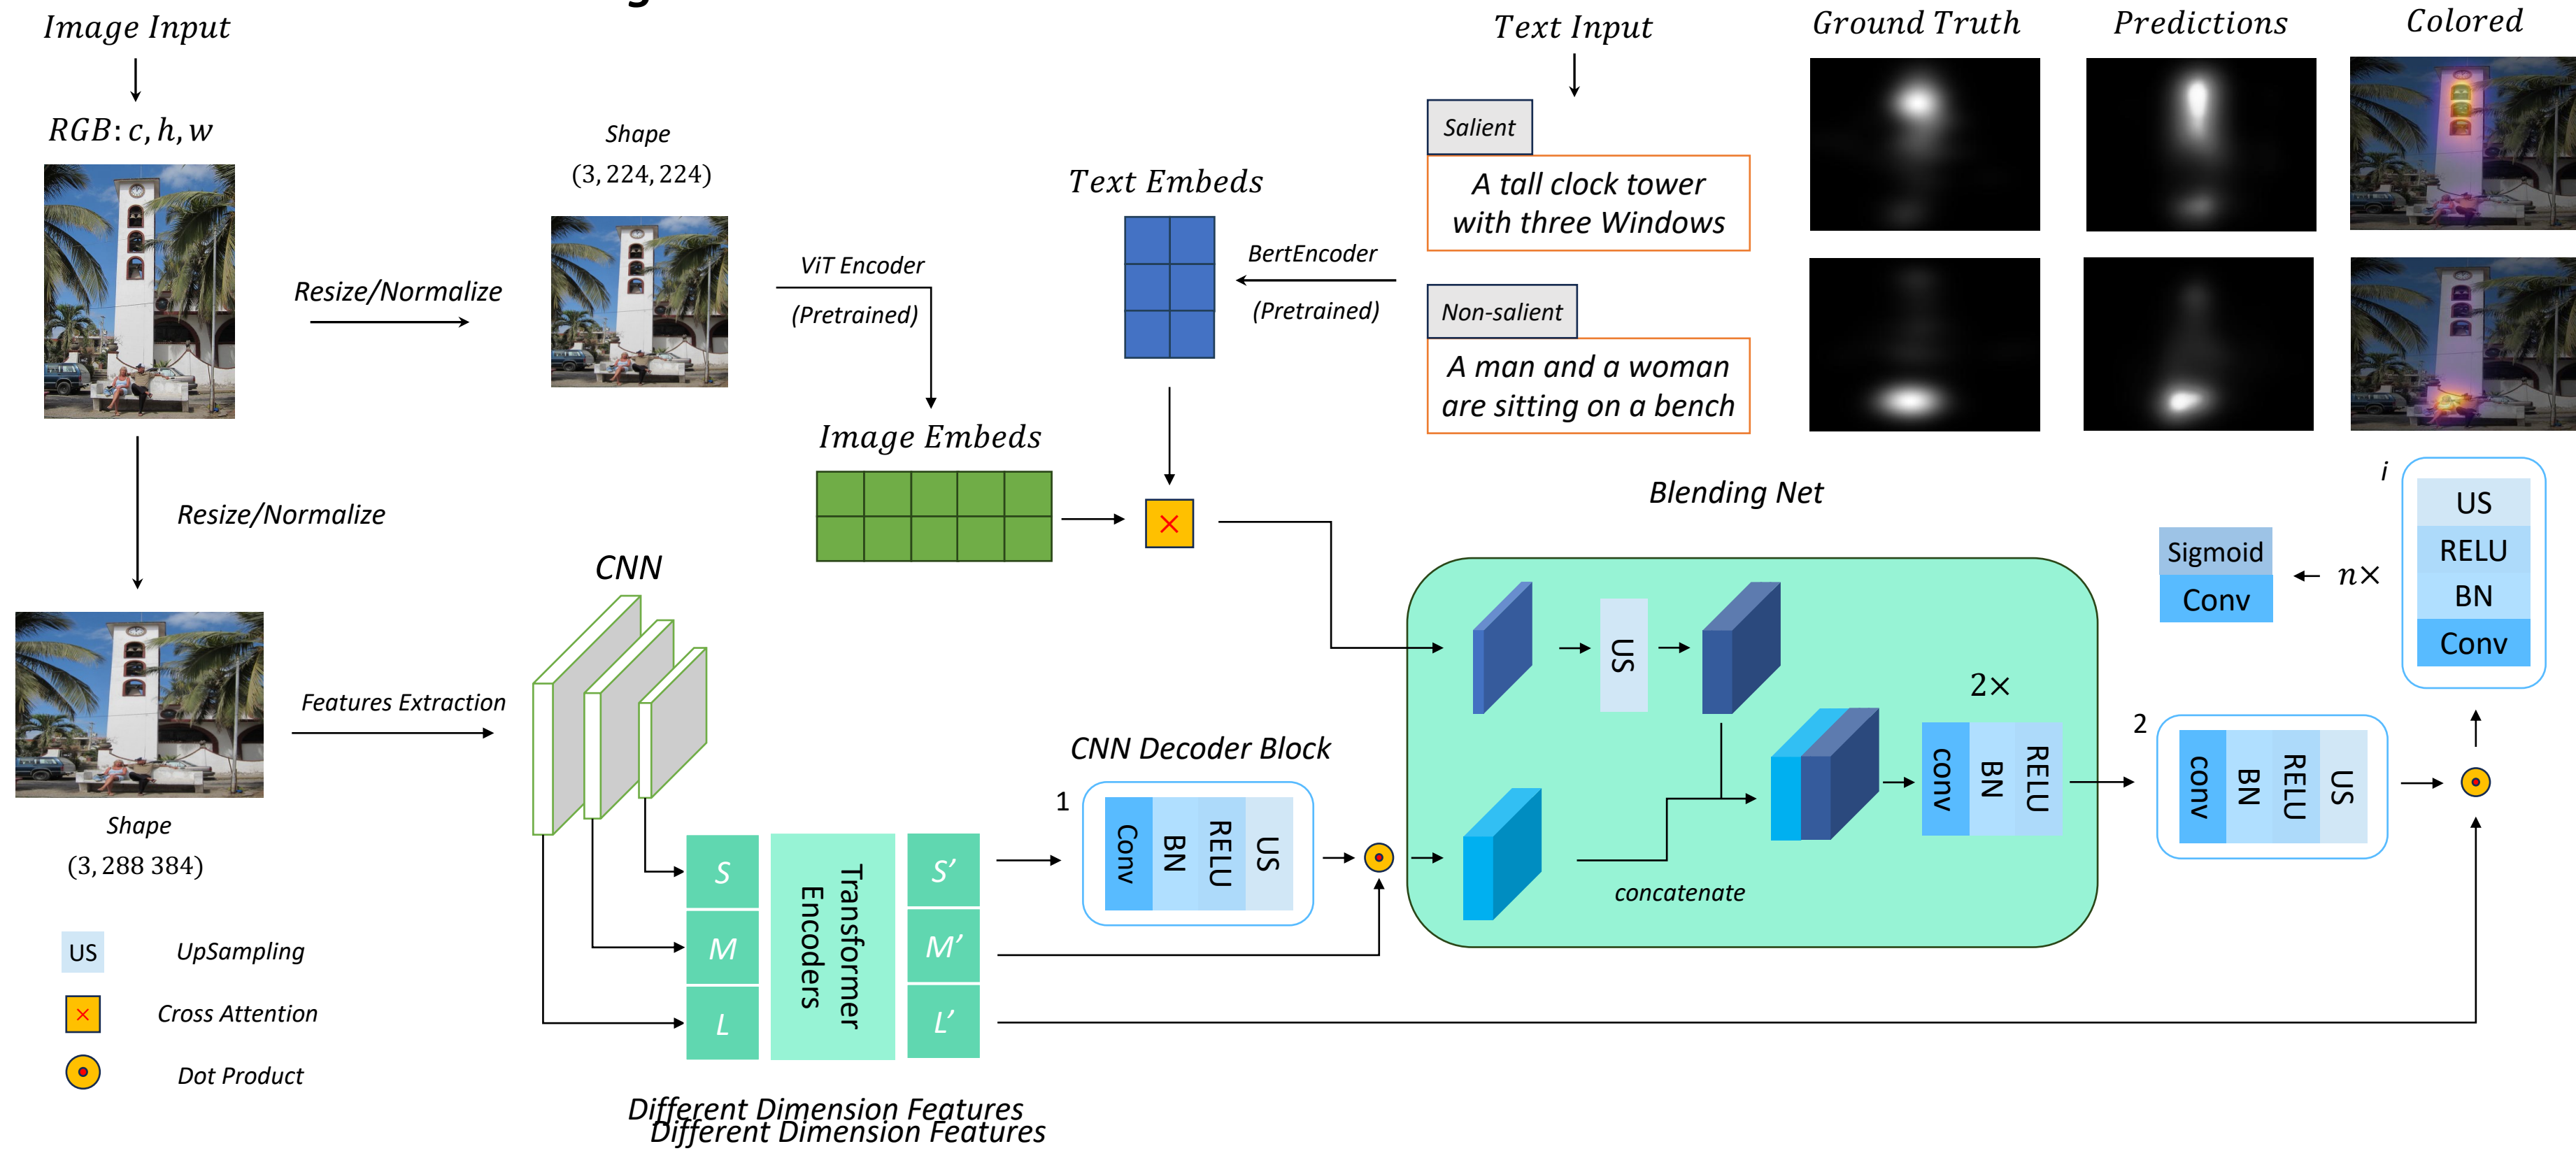 g
Image Input
RGB: c, h, w
Resize/Normalize
Shape
(3, 224, 224)
ViT Encoder
(Pretrained)
Text Embeds
BertEncoder
(Pretrained)
Text Input
Salient
A tall clock tower
with three Windows
Non-salient
A man and a woman
are sitting on a bench
Ground Truth
Predictions
Colored
Image Embeds
×
Resize/Normalize
Shape
(3, 288 384)
Features Extraction
CNN
S
M
L
Transformer
Encoders
S’
M’
L’
Different Dimension Features
Different Dimension Features
CNN Decoder Block
1
Conv
BN
RELU
US
Blending Net
US
concatenate
2×
conv
BN
RELU
2
conv
BN
RELU
US
i
US
RELU
BN
Conv
n×
Sigmoid
Conv
US
UpSampling
×
Cross Attention
Dot Product